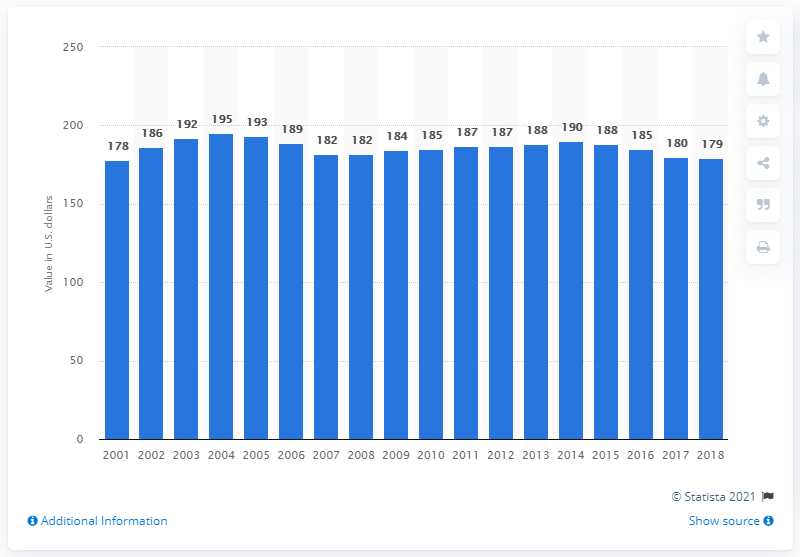 250
200
150
100
50
0
Value in U.S. dollars
178 186 192 195 193 189 182 182 184 185 187 187 188 190 188 185 180 179
2001 2002 2003 2004 2005 2006 2007 2008 2009 2010 2011 2012 2013 2014 2015 2016 2017 2018
© Statista 2021
Additional Information
Show source